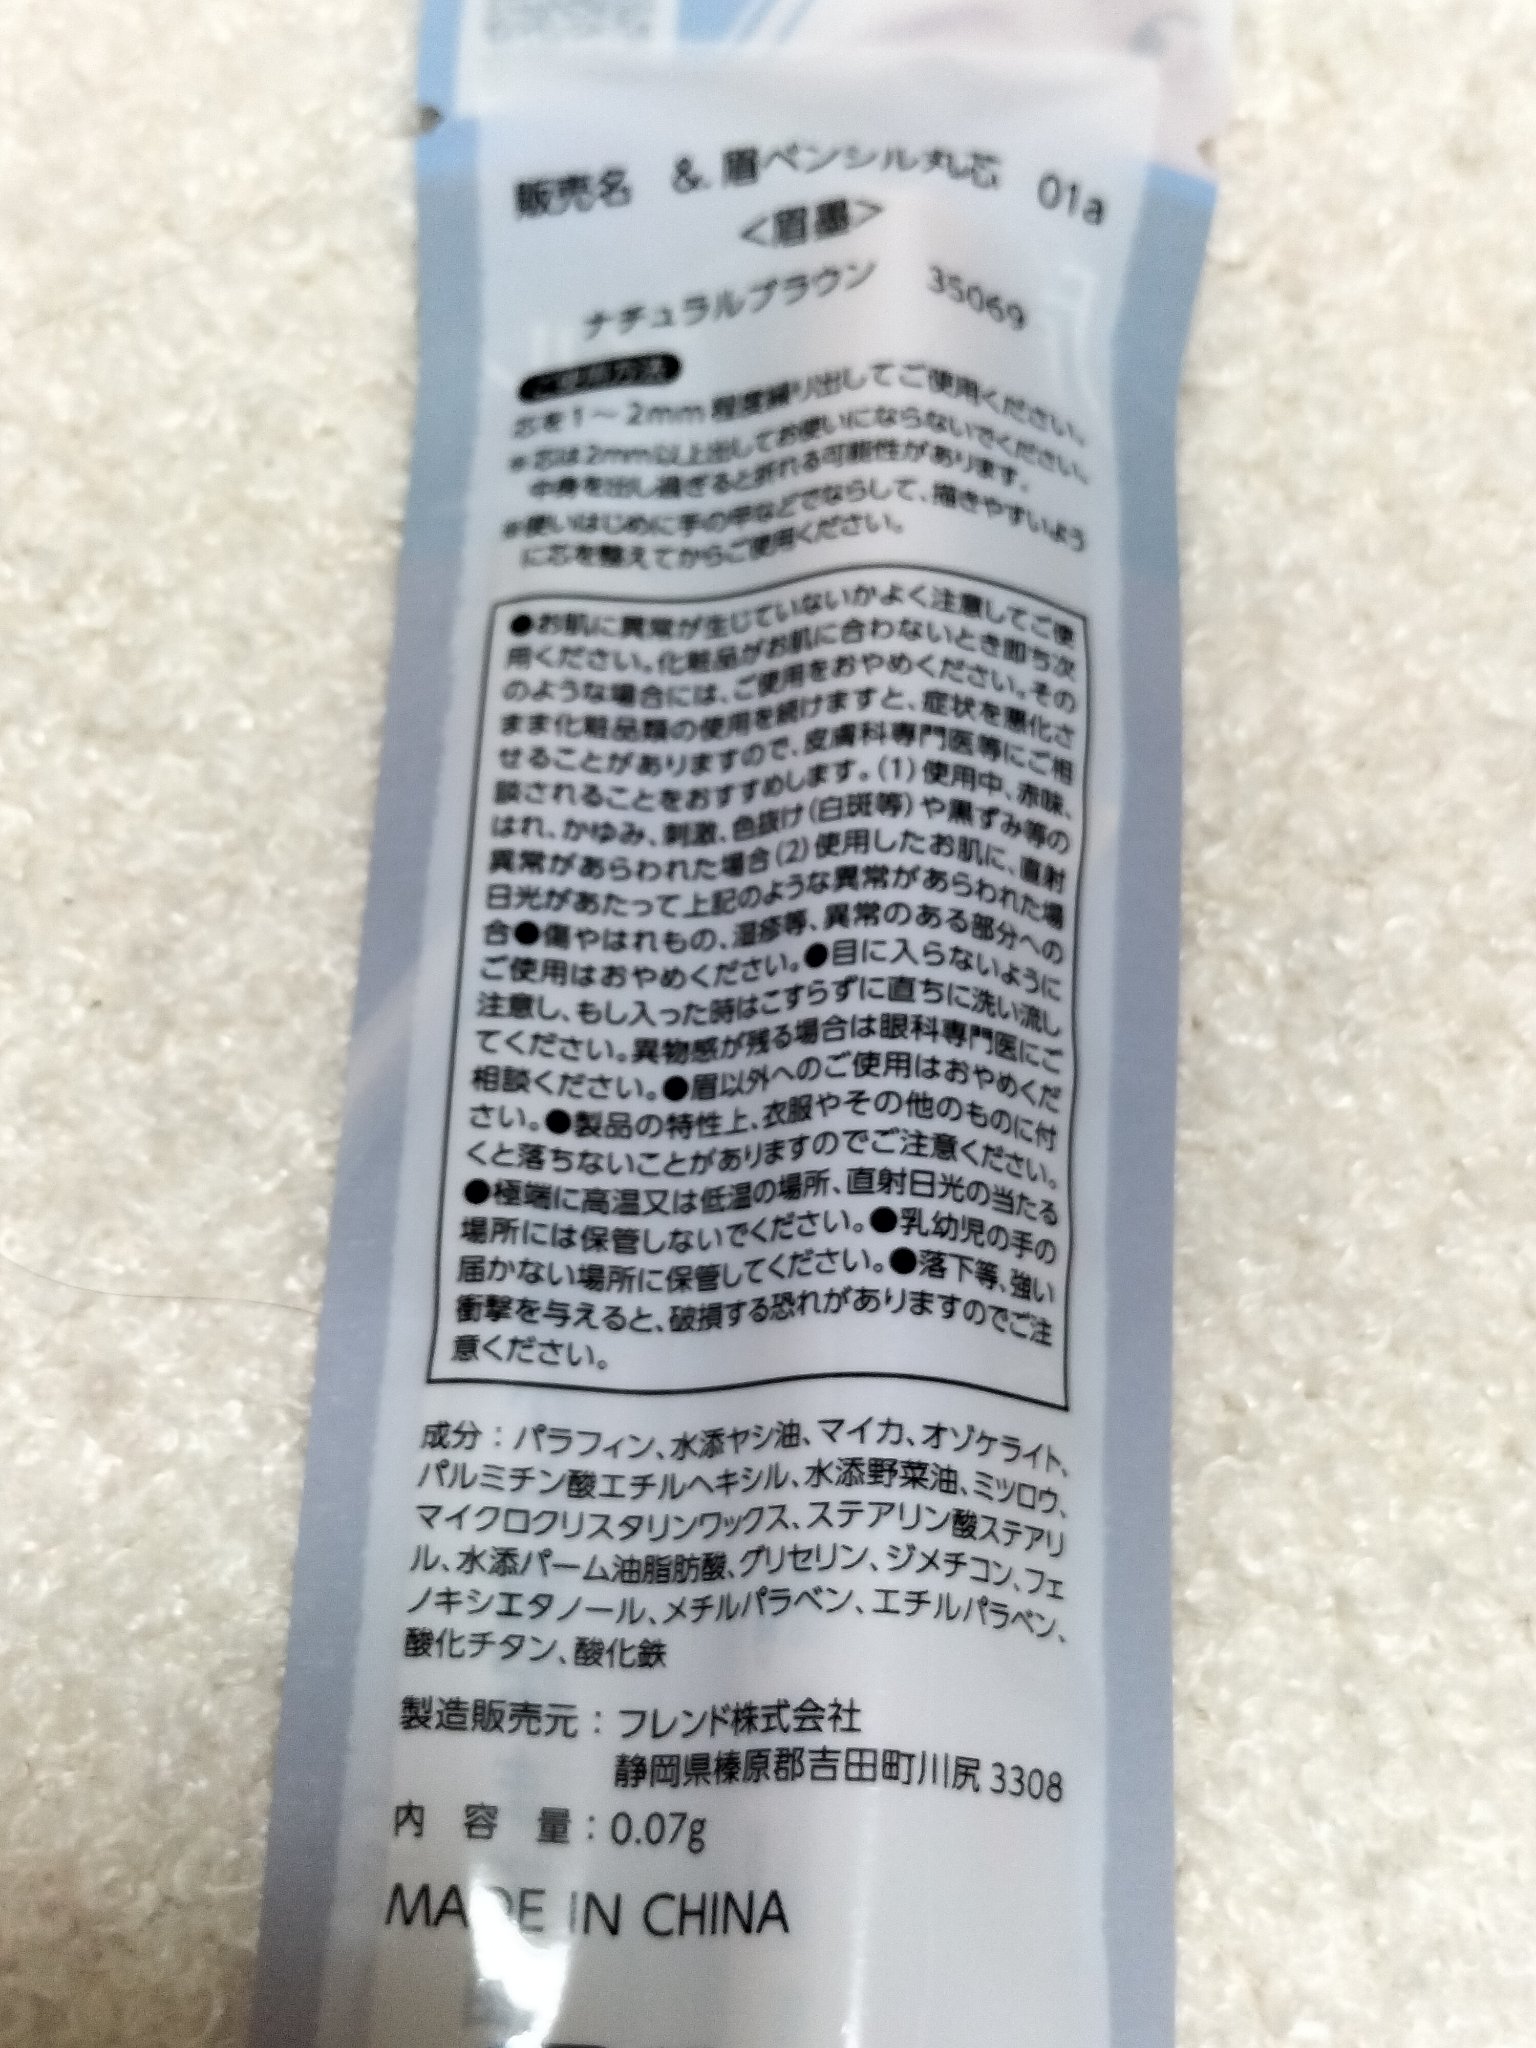 販売名 & 眉ペンシル丸芯 01a
<眉墨>
ナチュラルブラウン 35069
ご使用方法
芯を1～2mm程度繰り出してご使用ください。
※芯は2mm以上出してお使いにならないでください。
中身を出し過ぎると折れる可能性があります。
※使いはじめに手の甲などでならして、描きやすいよう
に芯を整えてからご使用ください。
●お肌に異常が生じていないかよく注意してご使
用ください。化粧品がお肌に合わないとき即ち次
のような場合には、ご使用をおやめください。その
まま化粧品類の使用を続けますと、症状を悪化さ
せることがありますので、皮膚科専門医等にご相
談されることをおすすめします。(1)使用中、赤味、
はれ、かゆみ、刺激、色抜け(白斑等)や黒ずみ等の
異常があらわれた場合(2)使用したお肌に、直射
日光があたって上記のような異常があらわれた場
合●傷やはれもの、湿疹等、異常のある部分への
ご使用はおやめください。●目に入らないように
注意し、もし入った時はこすらずに直ちに洗い流し
てください。異物感が残る場合は眼科専門医にご
相談ください。●眉以外へのご使用はおやめくだ
さい。●製品の特性上、衣服やその他のものに付
くと落ちないことがありますのでご注意ください。
●極端に高温又は低温の場所、直射日光の当たる
場所には保管しないでください。●乳幼児の手の
届かない場所に保管してください。●落下等、強い
衝撃を与えると、破損する恐れがありますのでご注
意ください。
成分：パラフィン、水添ヤシ油、マイカ、オゾケライト、
パルミチン酸エチルヘキシル、水添野菜油、ミツロウ、
マイクロクリスタリンワックス、ステアリン酸ステアリ
ル、水添パーム油脂肪酸、グリセリン、ジメチコン、フェ
ノキシエタノール、メチルパラベン、エチルパラベン、
酸化チタン、酸化鉄
製造販売元：フレンド株式会社
静岡県榛原郡吉田町川尻3308
内容量：0.07g
MADE IN CHINA